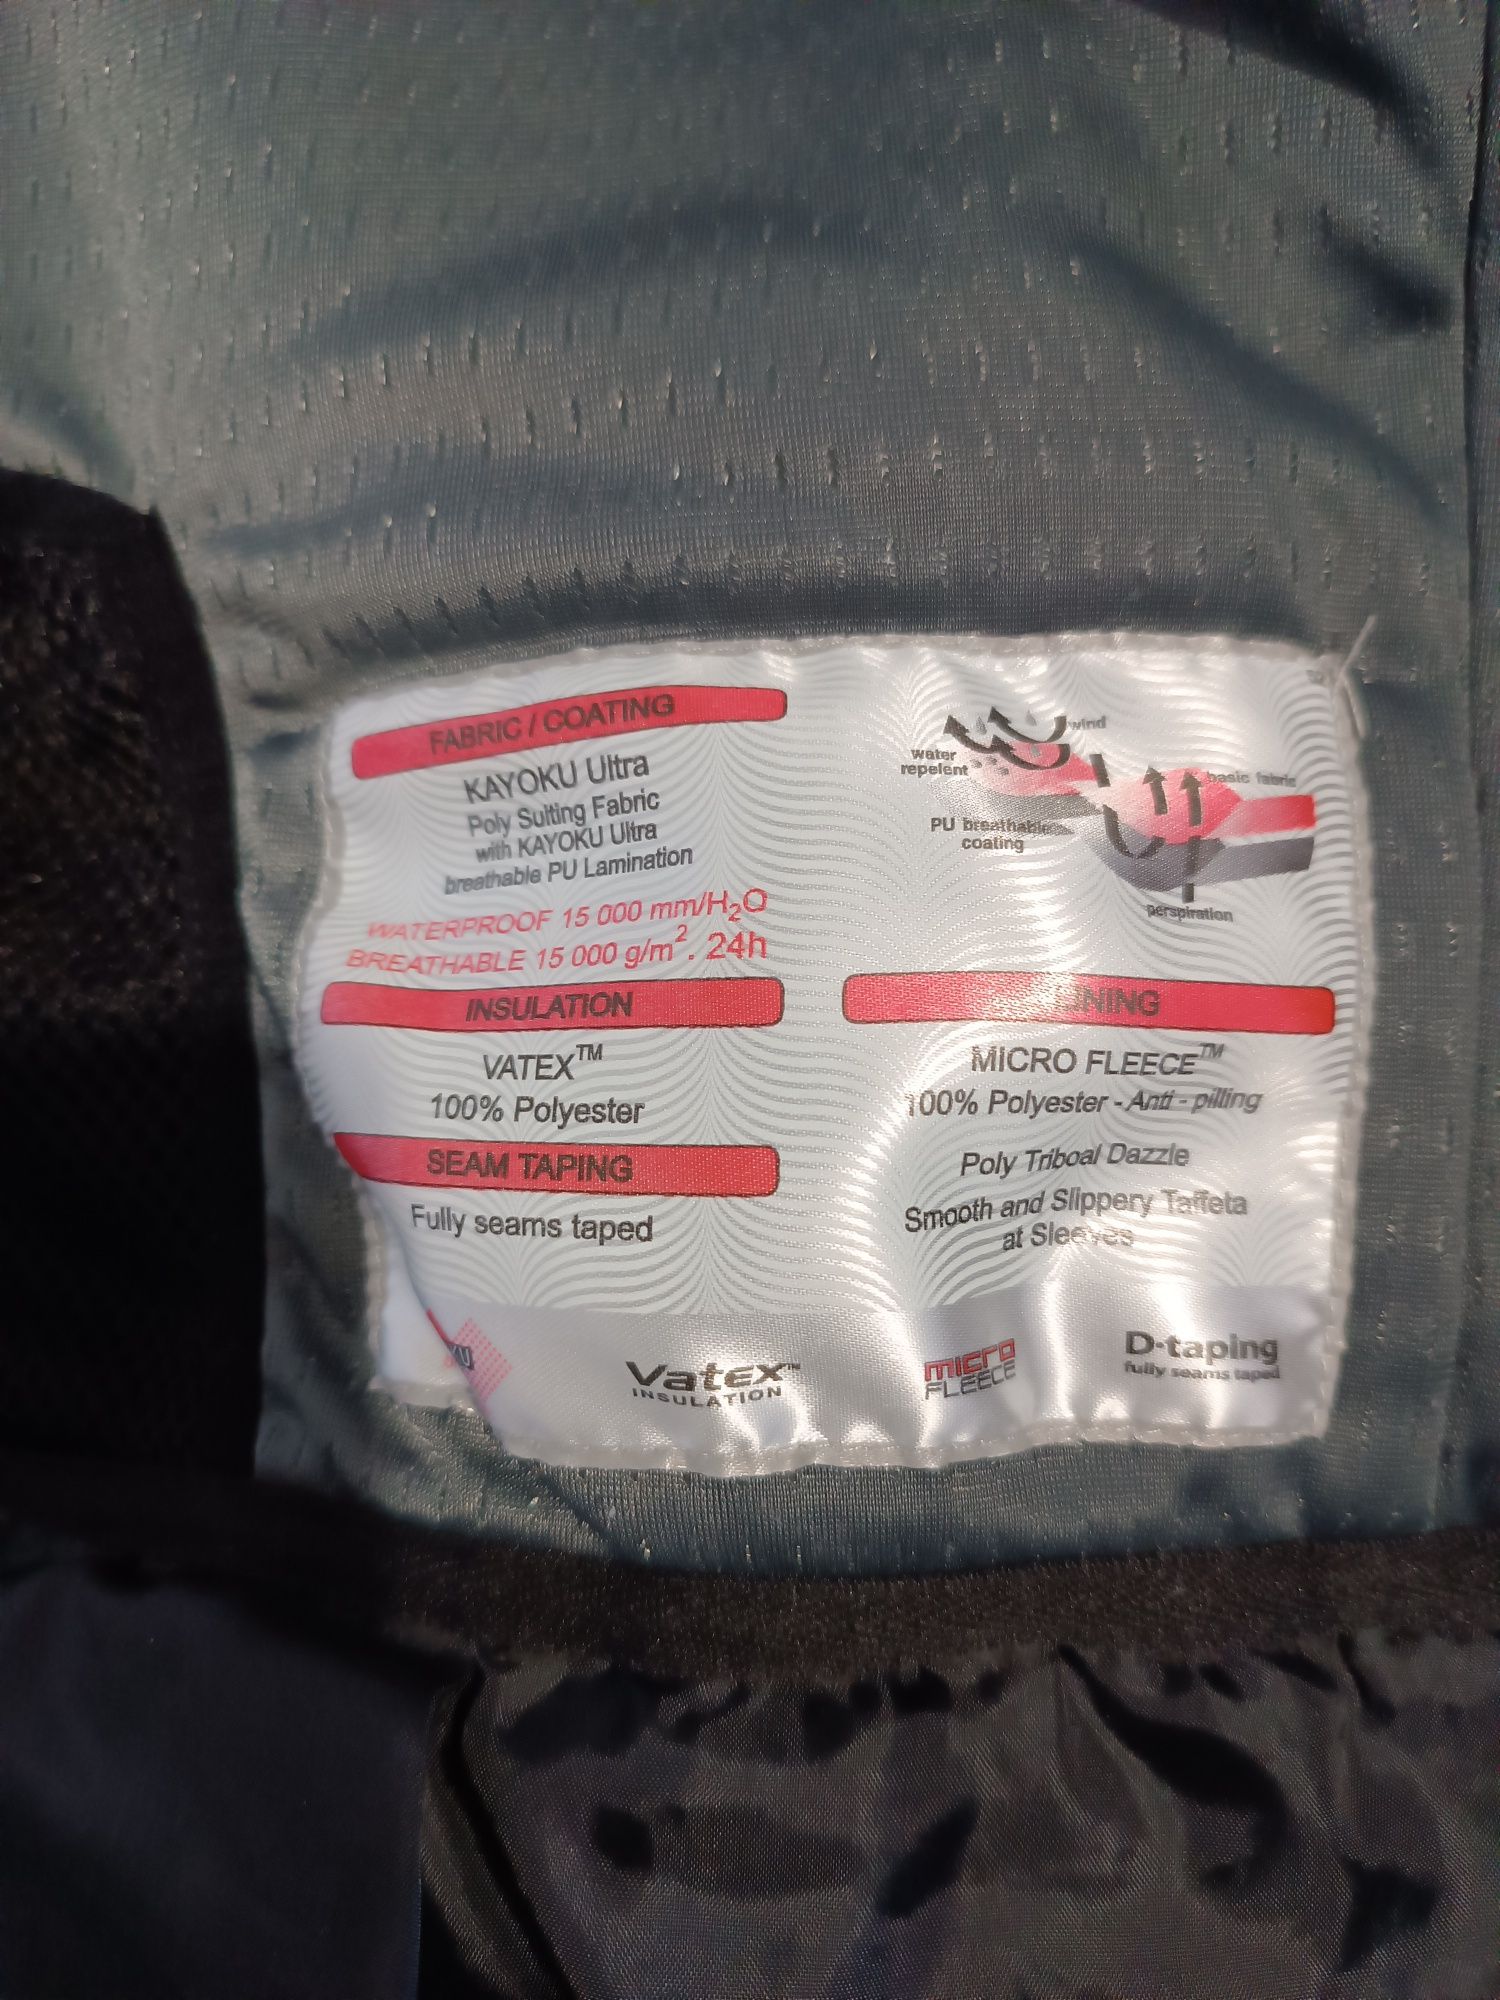 FABRIC / COATING
KAYOKU Ultra
Poly Suiting Fabric
with KAYOKU Ultra
breathable PU Lamination
WATERPROOF 15 000 mm/H₂O
BREATHABLE 15 000 g/m². 24h
INSULATION
VATEX™
100% Polyester
SEAM TAPING
Fully seams taped
wind
water
repelent
basic fabric
PU breathable
coating
perspiration
LINING
MICRO FLEECE™
100% Polyester - Anti - pilling
Poly Triboal Dazzle
Smooth and Slippery Taffeta
at Sleeves
Vatex™
INSULATION
micro
FLEECE
D-taping
fully seams taped